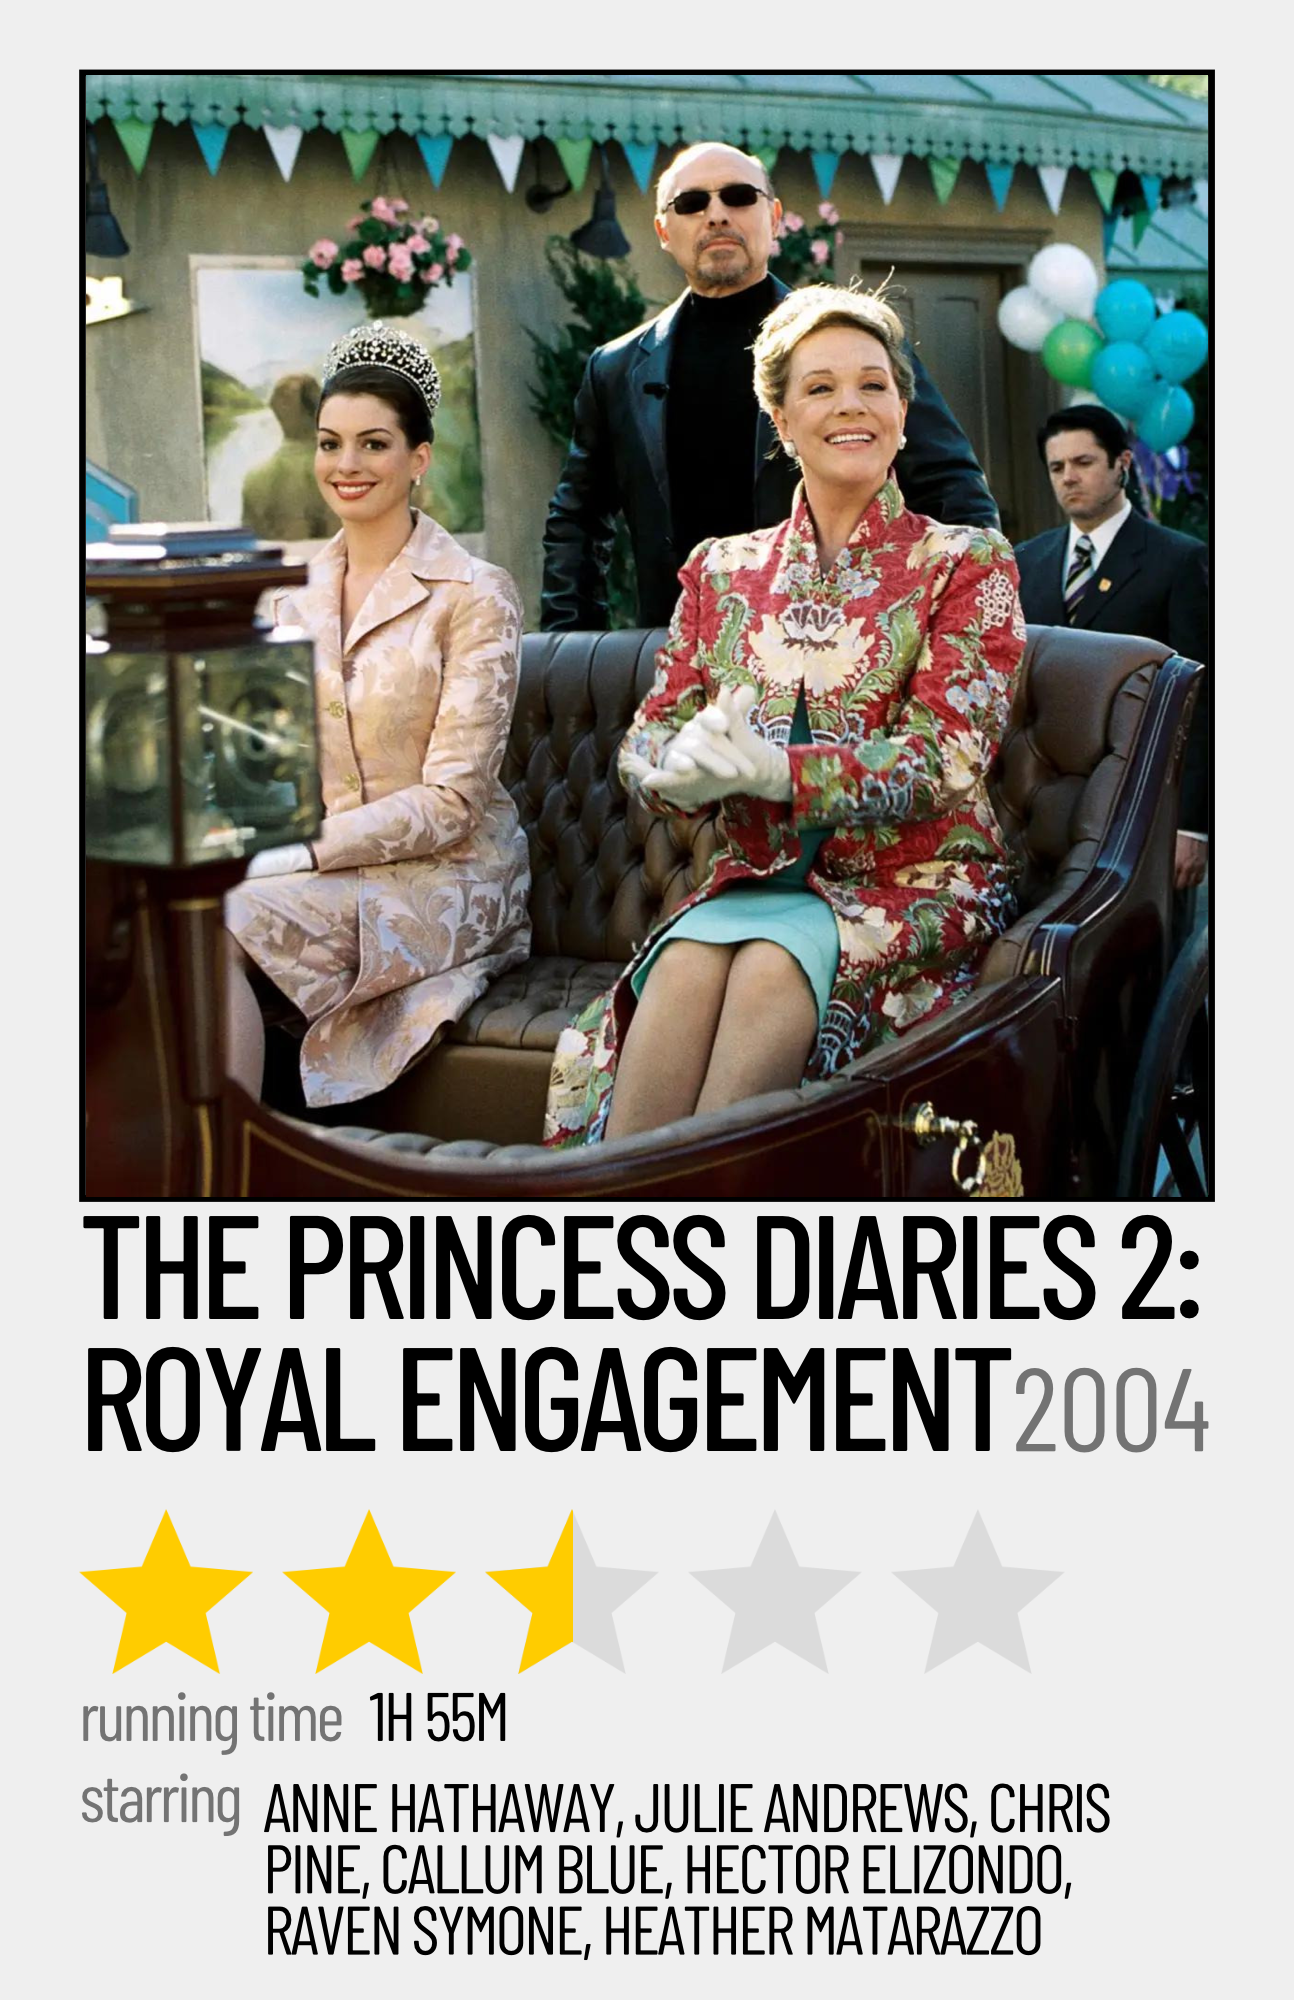 THE PRINCESS DIARIES 2:
ROYAL ENGAGEMENT 2004
running time 1H 55M
starring ANNE HATHAWAY, JULIE ANDREWS, CHRIS
PINE, CALLUM BLUE, HECTOR ELIZONDO,
RAVEN SYMONE, HEATHER MATARAZZO